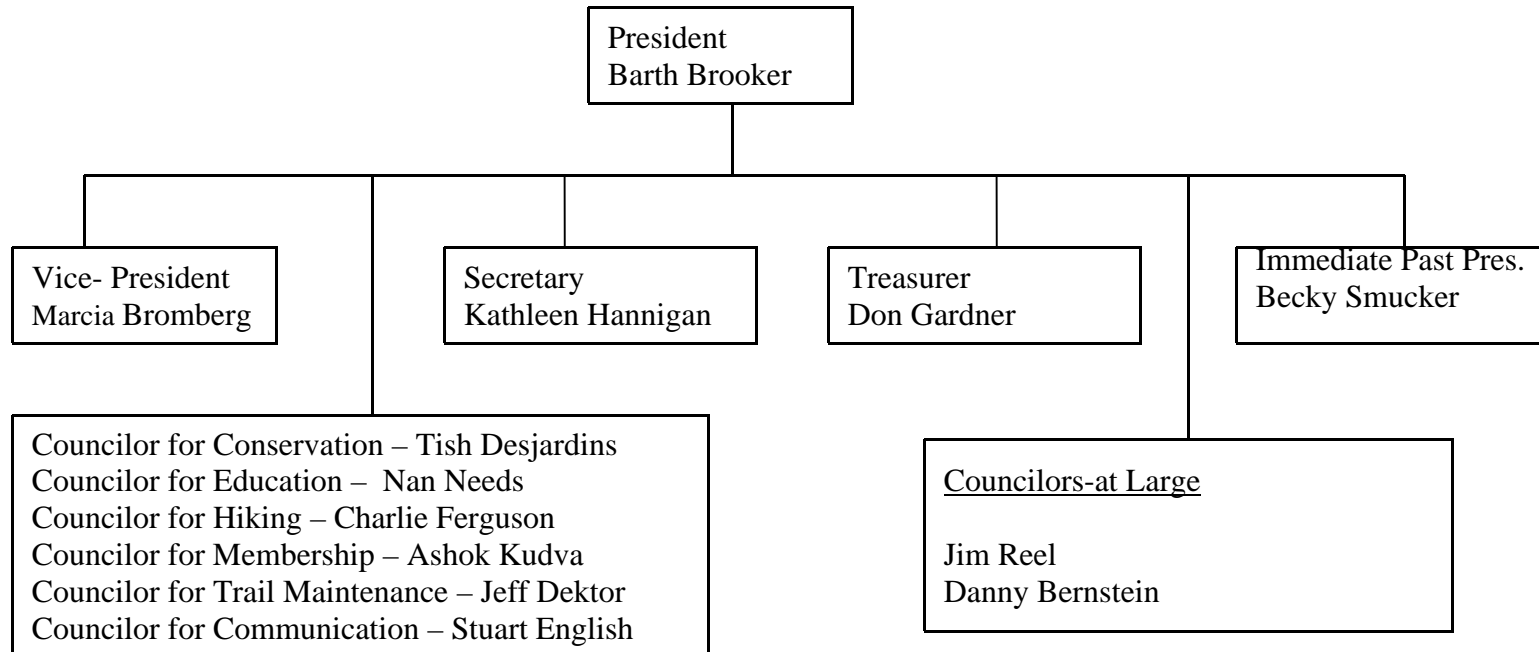 President
Barth Brooker
Vice- President
Marcia Bromberg
Secretary
Kathleen Hannigan
Treasurer
Don Gardner
Immediate Past Pres.
Becky Smucker
Councilor for Conservation – Tish Desjardins
Councilor for Education –  Nan Needs
Councilor for Hiking – Charlie Ferguson
Councilor for Membership – Ashok Kudva
Councilor for Trail Maintenance – Jeff Dektor
Councilor for Communication – Stuart English
Councilors-at Large
Jim Reel
Danny Bernstein